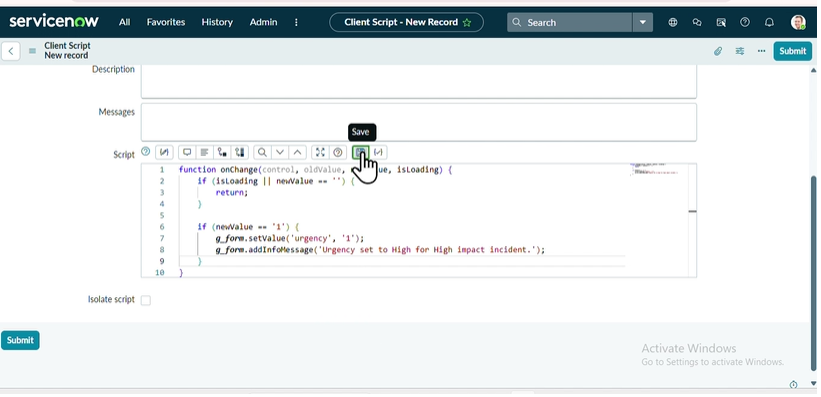 servicenow All Favorites History Admin Client Script - New Record Search
Client Script
New record
Submit
Description
Messages
Save
Script
1 function onChange(control, oldValue, ue, isLoading) {
2 if (isLoading || newValue == '') {
3 return;
4 }
5
6 if (newValue == '1') {
7 g_form.setValue('urgency', '1');
8 g_form.addInfoMessage('Urgency set to High for High impact incident.');
9 }
10 }
Isolate script
Submit
Activate Windows
Go to Settings to activate Windows.